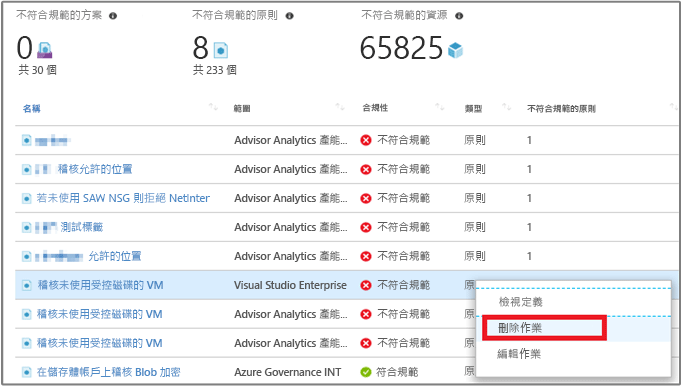 不符合規範的方案 不符合規範的原則 不符合規範的資源
0 8 65825
共 30 個 共 233 個
名稱 範圍 合規性 類型 不符合規範的原則
Advisor Analytics 產能... 不符合規範 原則 1
稽核允許的位置 Advisor Analytics 產能... 不符合規範 原則 1
若未使用 SAW NSG 則拒絕 NetInter Advisor Analytics 產能... 不符合規範 原則 1
測試標籤 Advisor Analytics 產能... 不符合規範 原則 1
允許的位置 Advisor Analytics 產能... 不符合規範 原則 1
稽核未使用受控磁碟的 VM Visual Studio Enterprise 不符合規範 原
檢視定義
稽核未使用受控磁碟的 VM Advisor Analytics 產能... 不符合規範 原
刪除作業
稽核未使用受控磁碟的 VM Advisor Analytics 產能... 不符合規範 原
編輯作業
在儲存體帳戶上稽核 Blob 加密 Azure Governance INT 符合規範 原